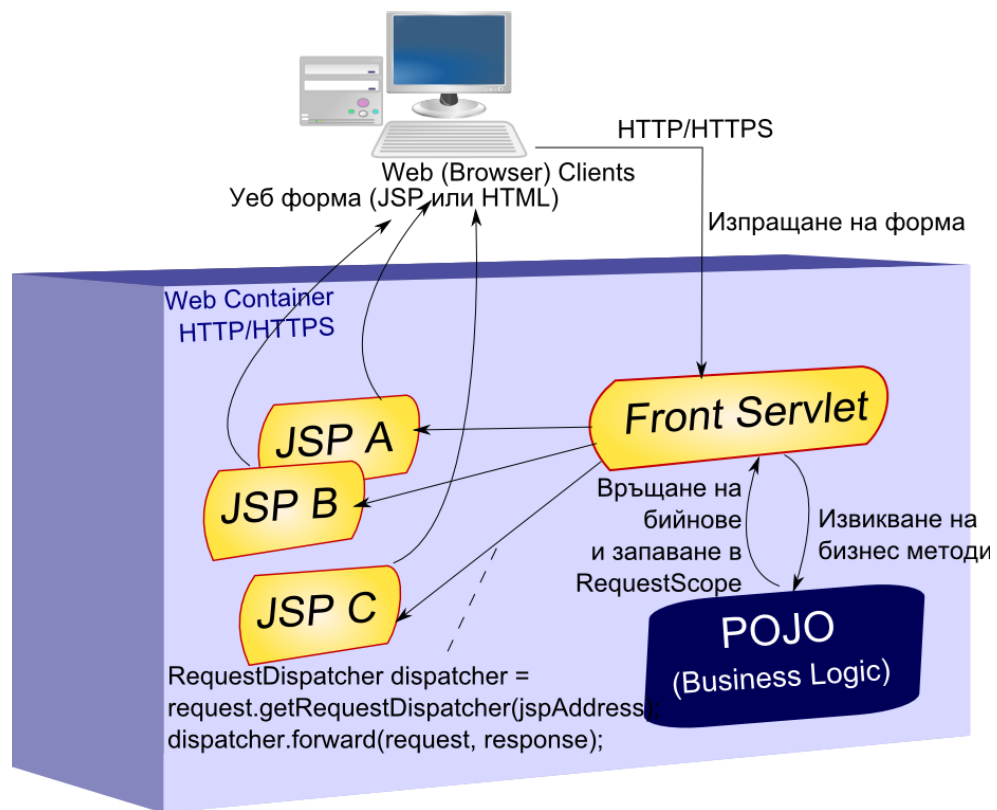 HTTP/HTTPS
Web (Browser) Clients
Уеб форма (JSP или HTML)
Изпращане на форма
Web Container
HTTP/HTTPS
Front Servlet
JSP A
JSP B
JSP C
Връщане на
бийнове
и запаване в
RequestScope
Извикване на
бизнес методи
POJO
(Business Logic)
RequestDispatcher dispatcher =
request.getRequestDispatcher(jspAddress);
dispatcher.forward(request, response);